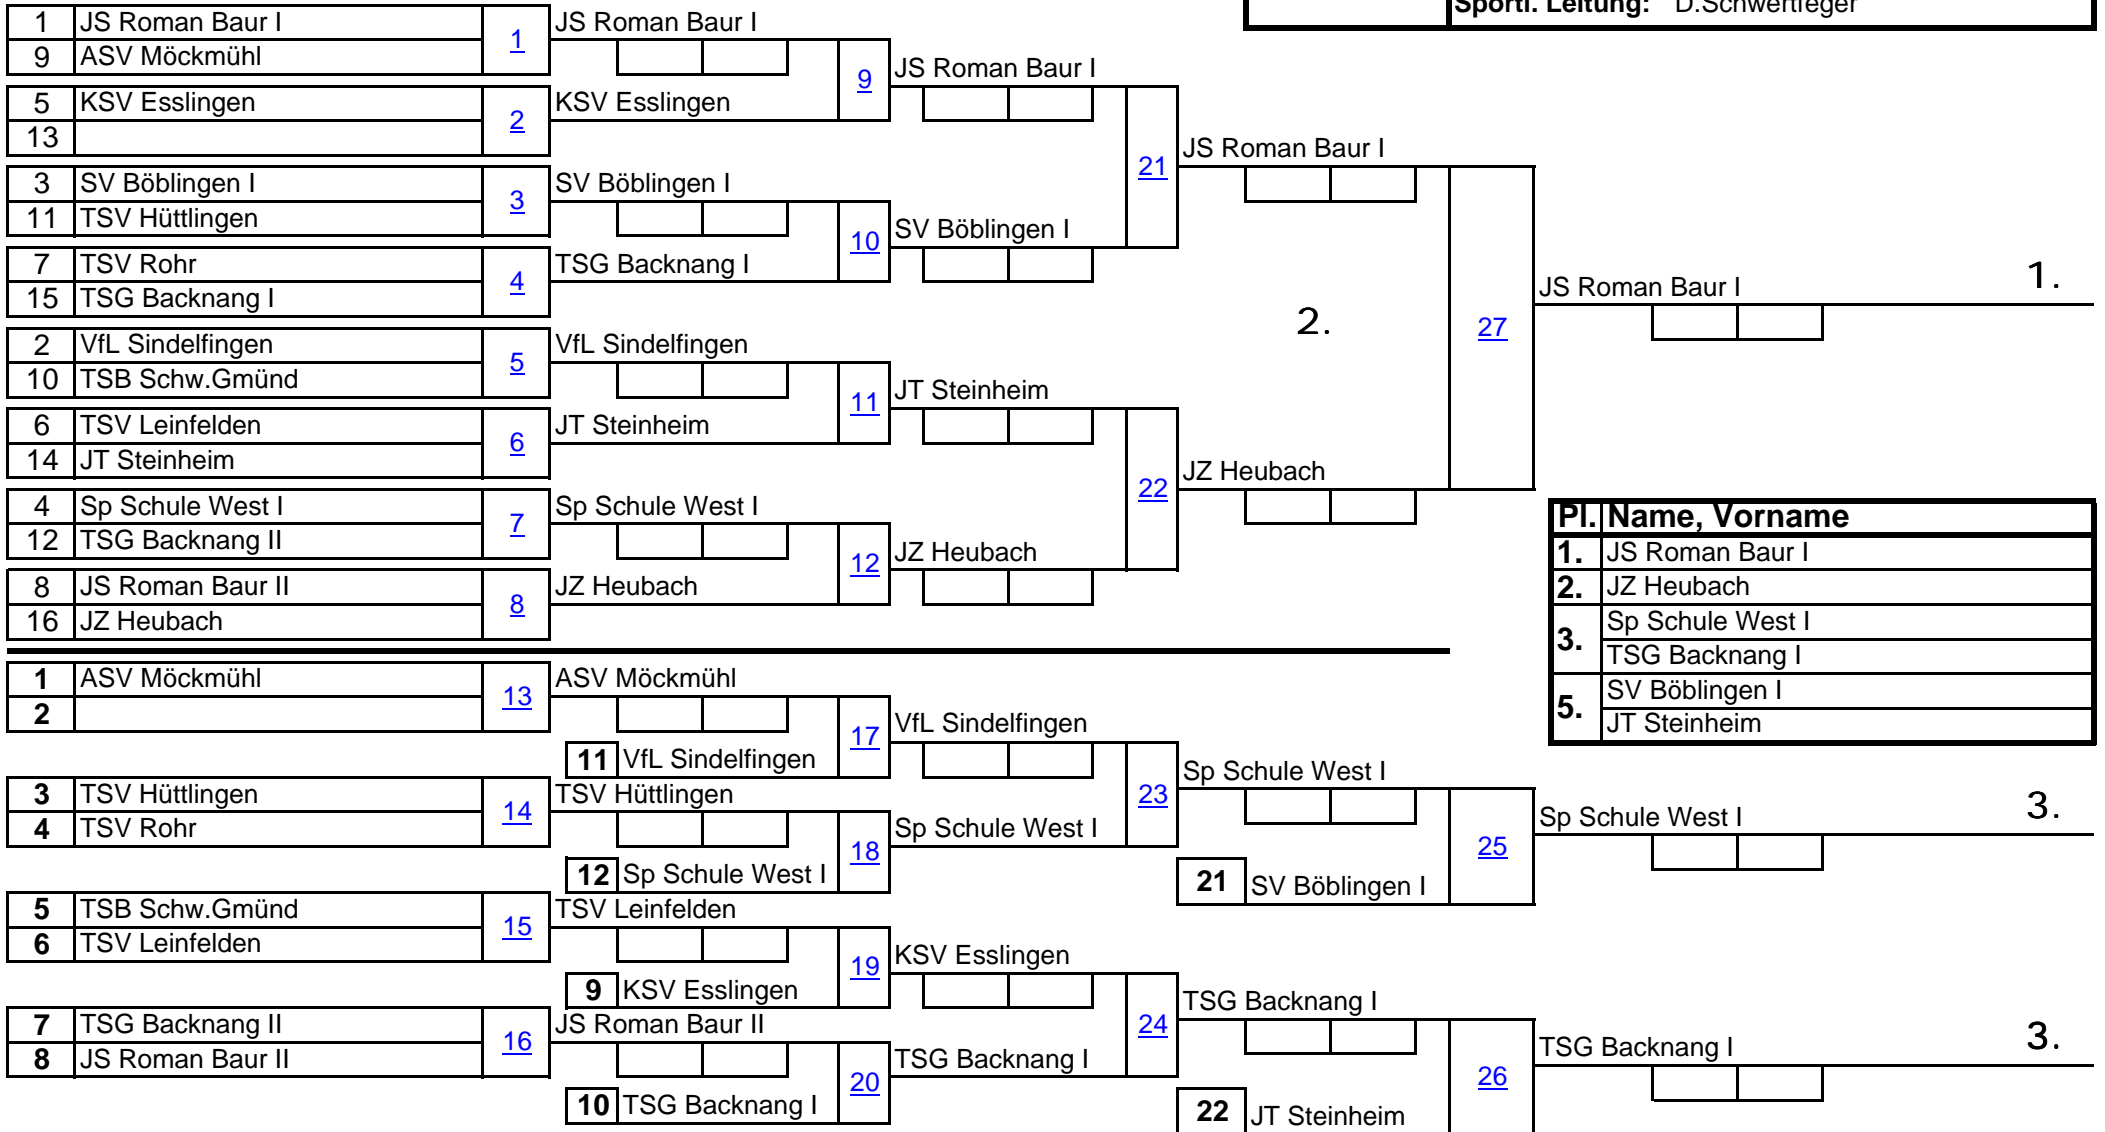 Sportl. Leitung: D.Schwertfeger
1 JS Roman Baur I
9 ASV Möckmühl
1
JS Roman Baur I
5 KSV Esslingen
13
2
KSV Esslingen
9
JS Roman Baur I
3 SV Böblingen I
11 TSV Hüttlingen
3
SV Böblingen I
7 TSV Rohr
15 TSG Backnang I
4
TSG Backnang I
10
SV Böblingen I
21
JS Roman Baur I
2 VfL Sindelfingen
10 TSB Schw.Gmünd
5
VfL Sindelfingen
6 TSV Leinfelden
14 JT Steinheim
6
JT Steinheim
11
JT Steinheim
4 Sp Schule West I
12 TSG Backnang II
7
Sp Schule West I
8 JS Roman Baur II
16 JZ Heubach
8
JZ Heubach
12
JZ Heubach
22
JZ Heubach
2.
27
JS Roman Baur I 1.
Pl. Name, Vorname
1. JS Roman Baur I
2. JZ Heubach
3. Sp Schule West I
TSG Backnang I
5. SV Böblingen I
JT Steinheim
1 ASV Möckmühl
2
13
ASV Möckmühl
11 VfL Sindelfingen
17
VfL Sindelfingen
3 TSV Hüttlingen
4 TSV Rohr
14
TSV Hüttlingen
12 Sp Schule West I
18
Sp Schule West I
23
Sp Schule West I
21 SV Böblingen I
25
Sp Schule West I 3.
5 TSB Schw.Gmünd
6 TSV Leinfelden
15
TSV Leinfelden
9 KSV Esslingen
19
KSV Esslingen
7 TSG Backnang II
8 JS Roman Baur II
16
JS Roman Baur II
10 TSG Backnang I
20
TSG Backnang I
24
TSG Backnang I
22 JT Steinheim
26
TSG Backnang I 3.